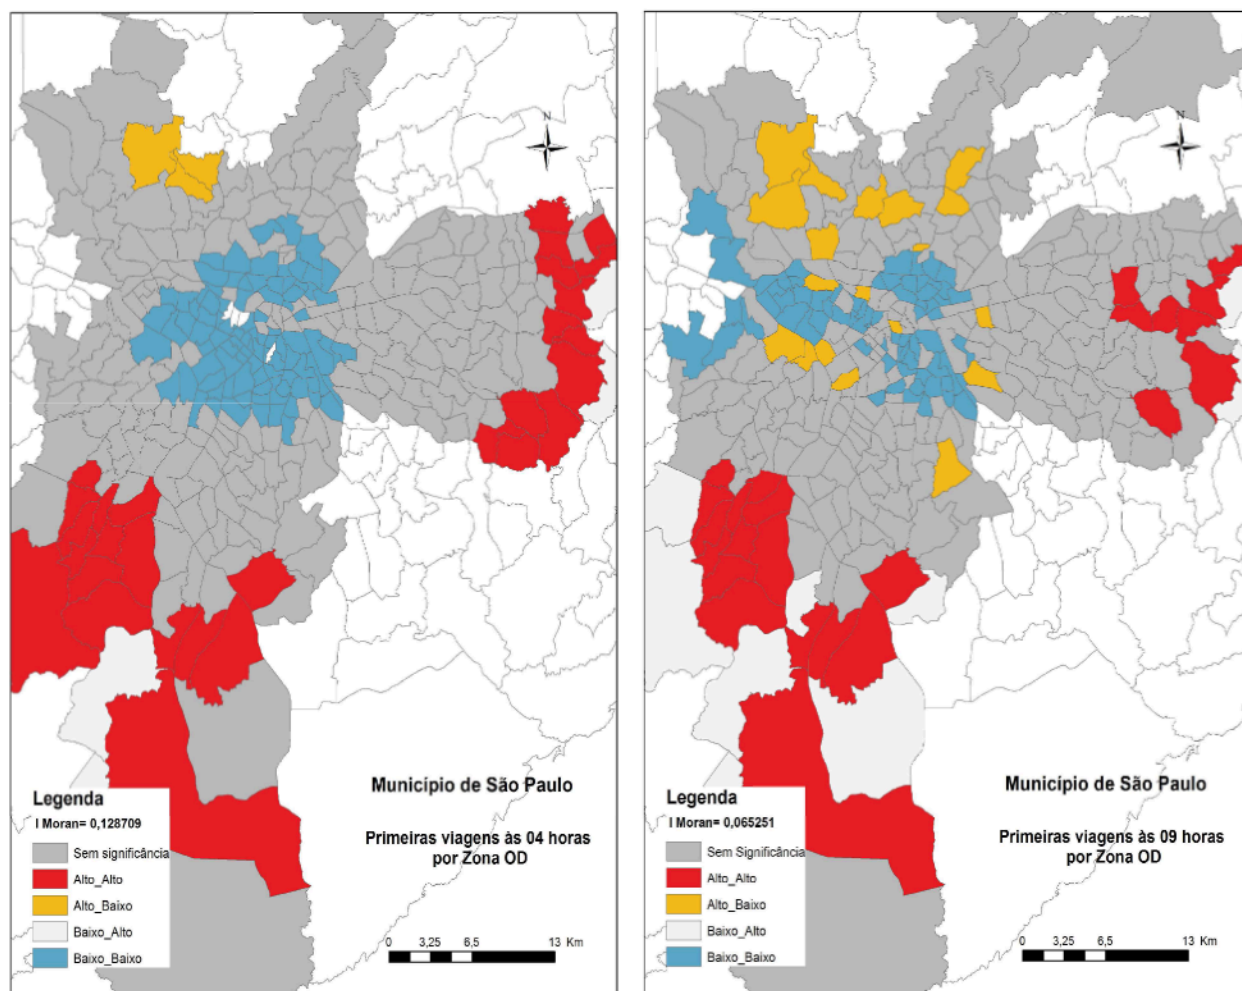 N
Município de São Paulo
Primeiras viagens às 04 horas
por Zona OD
Legenda
I Moran= 0,128709
Sem significância
Alto_Alto
Alto_Baixo
Baixo_Alto
Baixo_Baixo
0 3,25 6,5 13 Km
N
Município de São Paulo
Primeiras viagens às 09 horas
por Zona OD
Legenda
I Moran= 0,065251
Sem Significância
Alto_Alto
Alto_Baixo
Baixo_Alto
Baixo_Baixo
0 3,25 6,5 13 Km